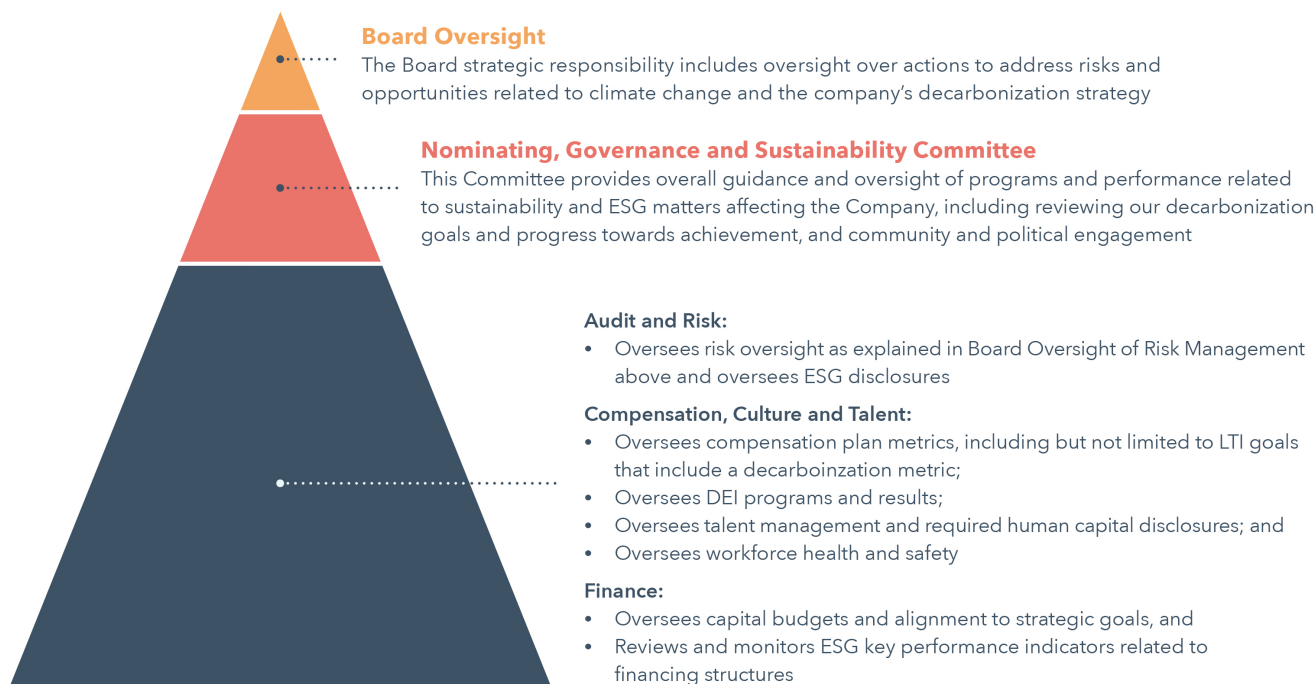 Board Oversight
The Board strategic responsibility includes oversight over actions to address risks and
opportunities related to climate change and the company’s decarbonization strategy
Nominating, Governance and Sustainability Committee
This Committee provides overall guidance and oversight of programs and performance related
to sustainability and ESG matters affecting the Company, including reviewing our decarbonization
goals and progress towards achievement, and community and political engagement
Audit and Risk:
• Oversees risk oversight as explained in Board Oversight of Risk Management
above and oversees ESG disclosures
Compensation, Culture and Talent:
• Oversees compensation plan metrics, including but not limited to LTI goals
that include a decarboinzation metric;
• Oversees DEI programs and results;
• Oversees talent management and required human capital disclosures; and
• Oversees workforce health and safety
Finance:
• Oversees capital budgets and alignment to strategic goals, and
• Reviews and monitors ESG key performance indicators related to
financing structures